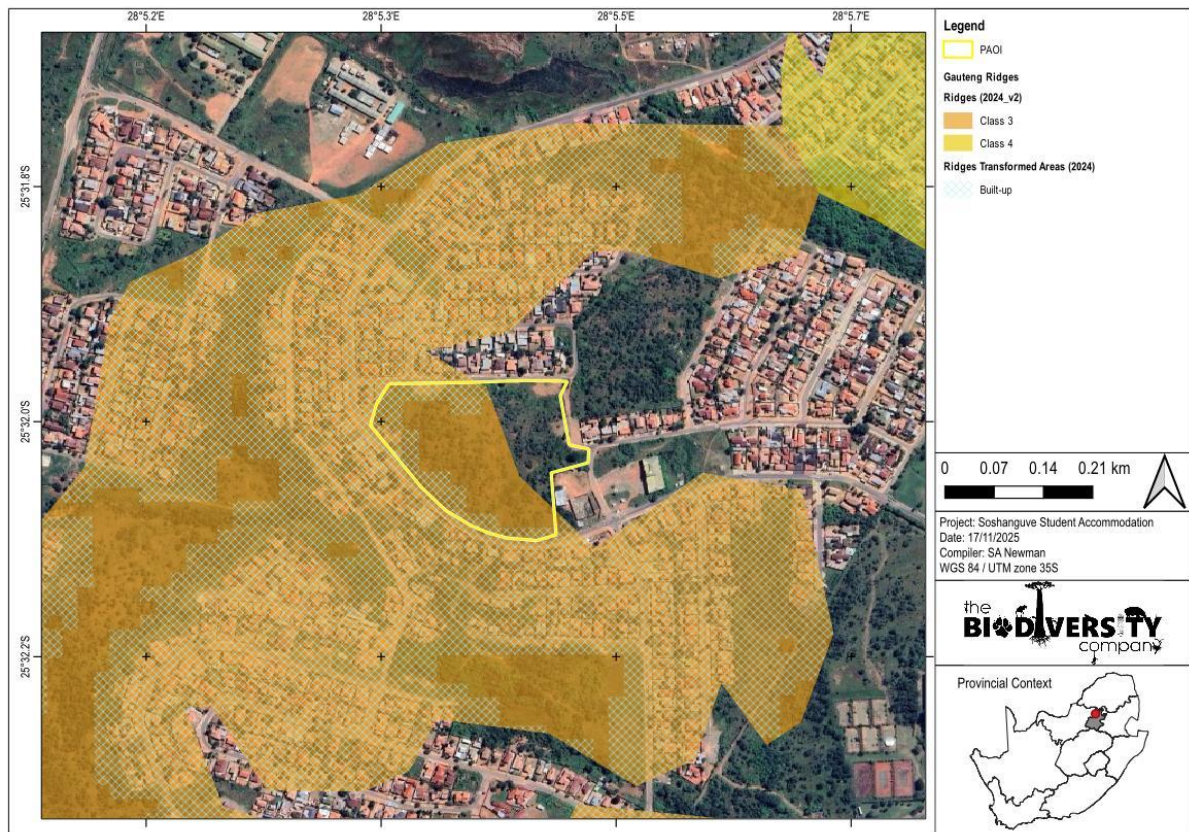 28°5.2'E 28°5.3'E 28°5.5'E 28°5.7'E
25°31.8'S
25°32.0'S
25°32.2'S
Legend
PAOI
Gauteng Ridges
Ridges (2024_v2)
Class 3
Class 4
Ridges Transformed Areas (2024)
Built-up
0 0.07 0.14 0.21 km
Project: Soshanguve Student Accommodation
Date: 17/11/2025
Compiler: SA Newman
WGS 84 / UTM zone 35S
the
BIODIVERSITY
company
Provincial Context